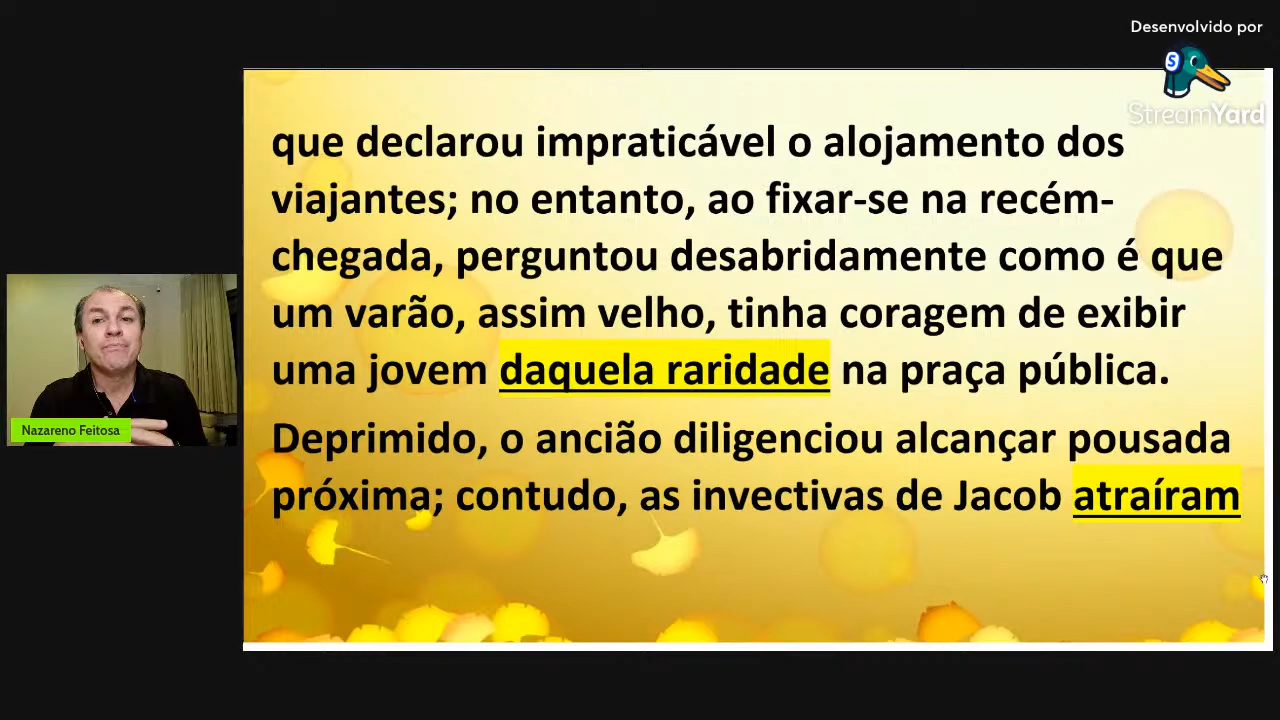 Desenvolvido por
StreamYard
que declarou impraticável o alojamento dos
viajantes; no entanto, ao fixar-se na recém-
chegada, perguntou desabridamente como é que
um varão, assim velho, tinha coragem de exibir
uma jovem daquela raridade na praça pública.
Deprimido, o ancião diligenciou alcançar pousada
próxima; contudo, as invectivas de Jacob atraíram
Nazareno Feitosa